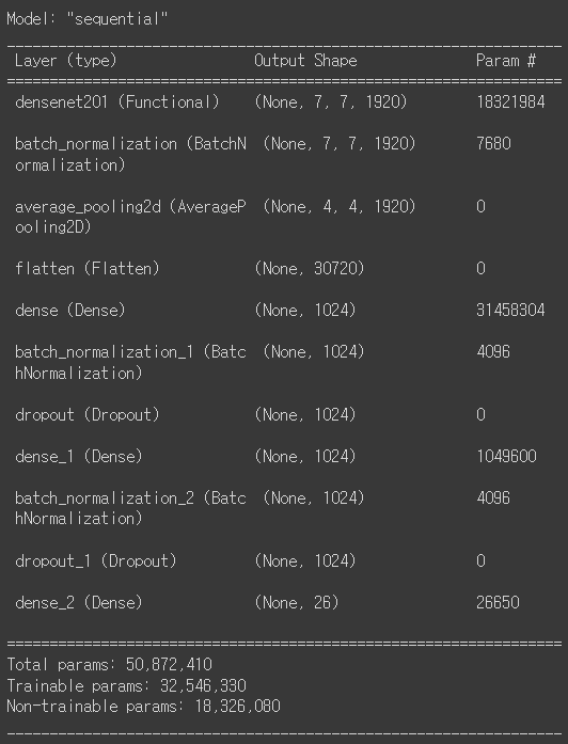 Model: "sequential"
Layer (type) Output Shape Param #
densenet201 (Functional) (None, 7, 7, 1920) 18321984
batch_normalization (BatchN (None, 7, 7, 1920) 7680
ormalization)
average_pooling2d (AverageP (None, 4, 4, 1920) 0
ooling2D)
flatten (Flatten) (None, 30720) 0
dense (Dense) (None, 1024) 31458304
batch_normalization_1 (Batc (None, 1024) 4096
hNormalization)
dropout (Dropout) (None, 1024) 0
dense_1 (Dense) (None, 1024) 1049600
batch_normalization_2 (Batc (None, 1024) 4096
hNormalization)
dropout_1 (Dropout) (None, 1024) 0
dense_2 (Dense) (None, 26) 26650
Total params: 50,872,410
Trainable params: 32,546,330
Non-trainable params: 18,326,080